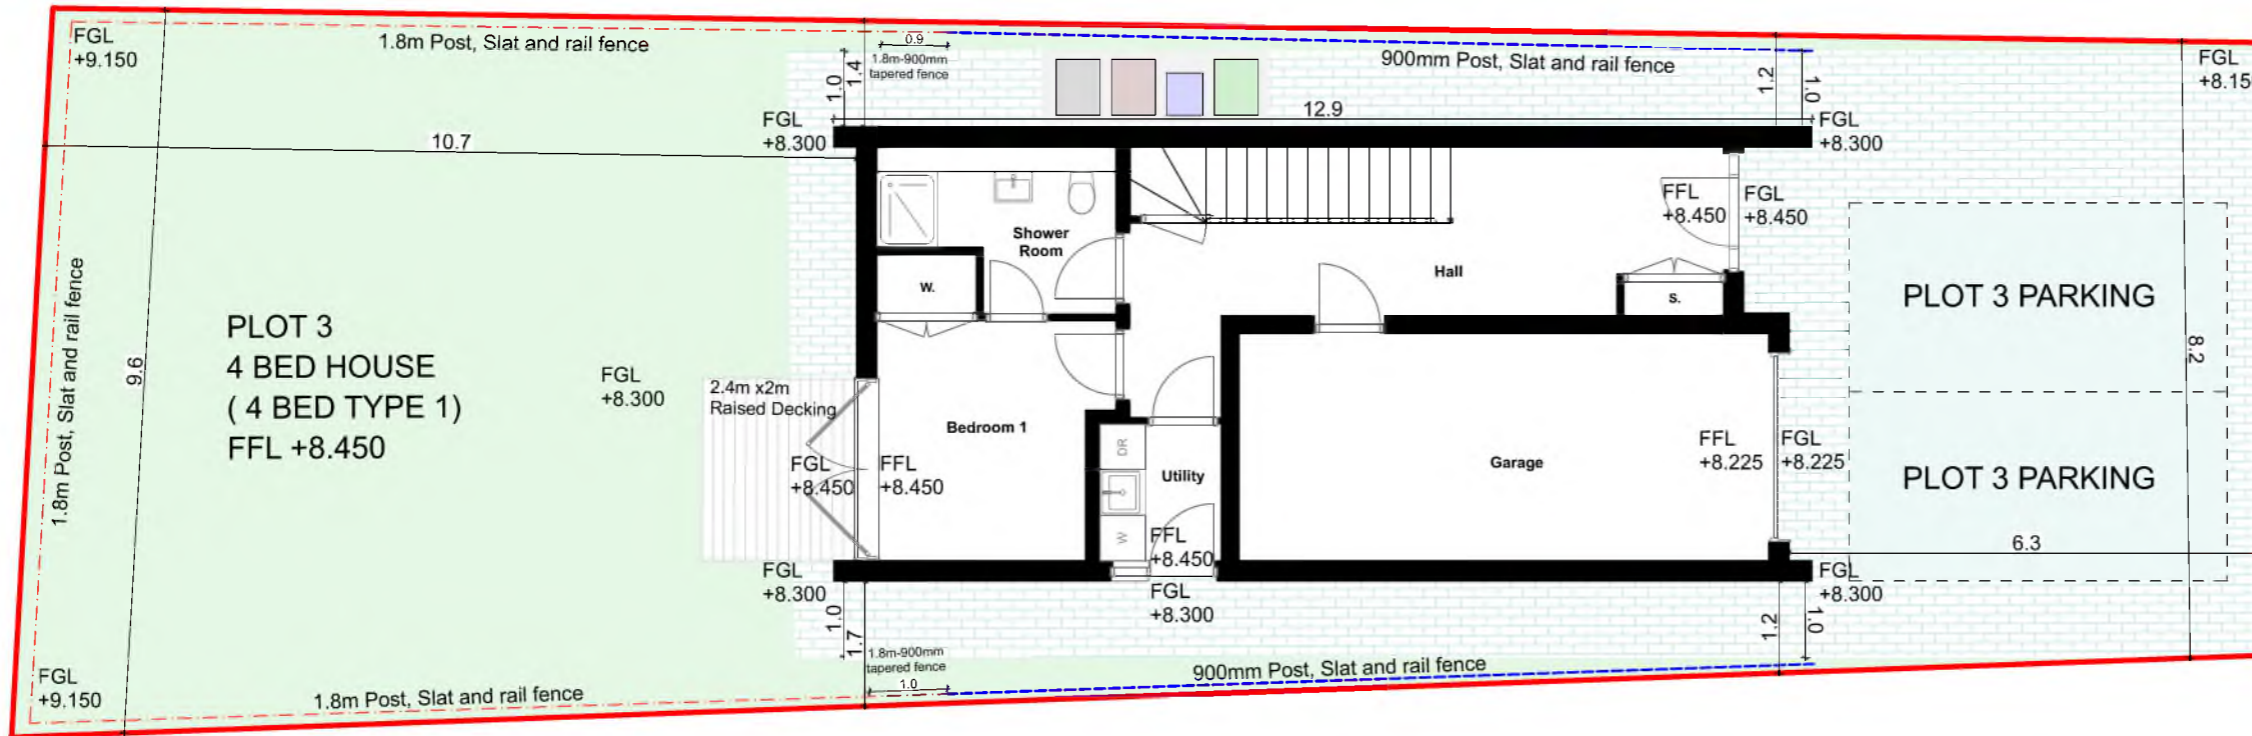 FGL
+9.150
1.8m Post, Slat and rail fence
0.9
1.8m-900mm
tapered fence
1.0
1.4
900mm Post, Slat and rail fence
1.2
1.0
FGL
12.9
FGL
+8.300
FGL
+8.300
10.7
Shower
Room
W.
Hall
S.
FFL
+8.450
FGL
+8.450
PLOT 3 PARKING
8.2
1.8m Post, Slat and rail fence
9.6
PLOT 3
4 BED HOUSE
( 4 BED TYPE 1)
FFL +8.450
FGL
+8.300
2.4m x2m
Raised Decking
FGL
+8.450
FFL
+8.450
Bedroom 1
DR
W
Utility
FFL
+8.450
Garage
FFL
+8.225
FGL
+8.225
PLOT 3 PARKING
6.3
FGL
+8.300
FGL
+8.300
FGL
+8.300
1.0
1.7
1.8m-900mm
tapered fence
1.0
900mm Post, Slat and rail fence
1.2
1.0
FGL
+9.150
1.8m Post, Slat and rail fence